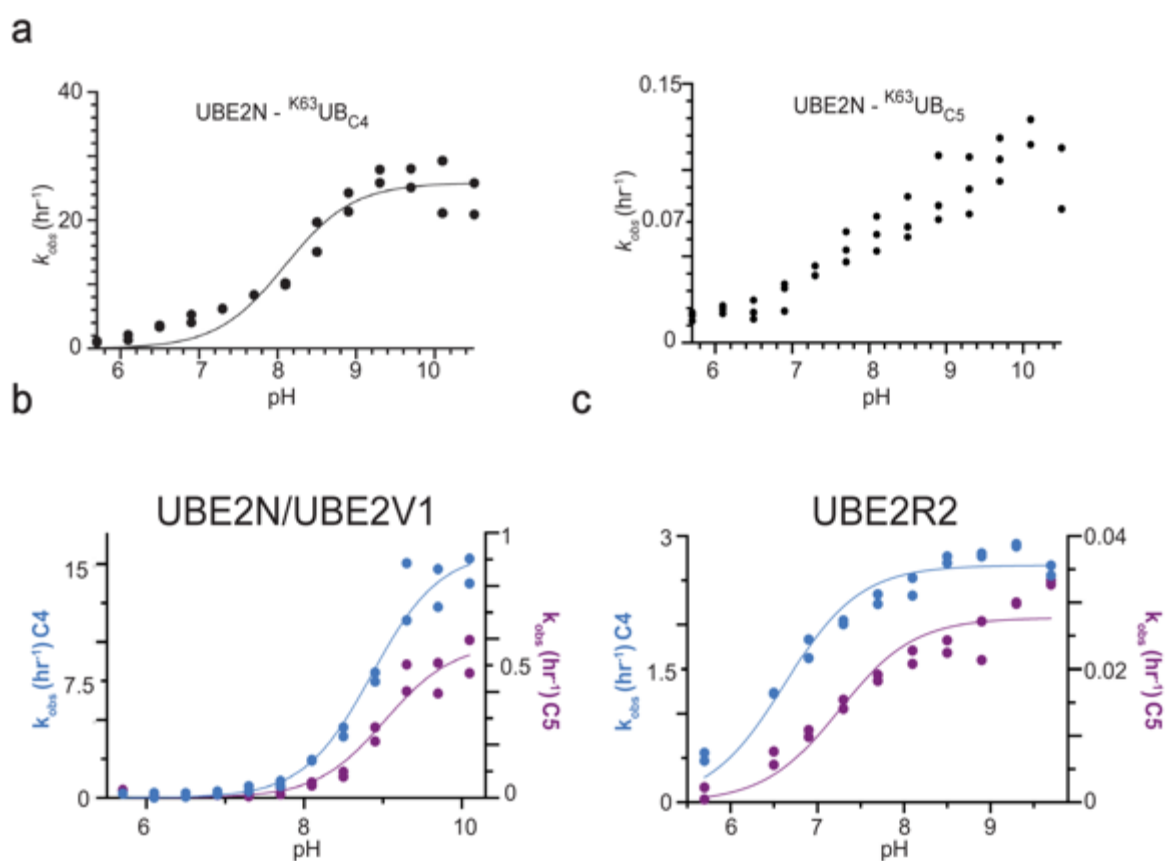 a
40
20
0
UBE2N - K63UBC4
kobs (hr-1)
6 7 8 9 10
pH
0.15
0.07
0
UBE2N - K63UBC5
kobs (hr-1)
6 7 8 9 10
pH
b
UBE2N/UBE2V1
15
7.5
0
kobs (hr-1) C4
1
0.5
0
kobs (hr-1) C5
6 8 10
pH
c
UBE2R2
3
1.5
0
kobs (hr-1) C4
0.04
0.02
0
kobs (hr-1) C5
6 7 8 9
pH